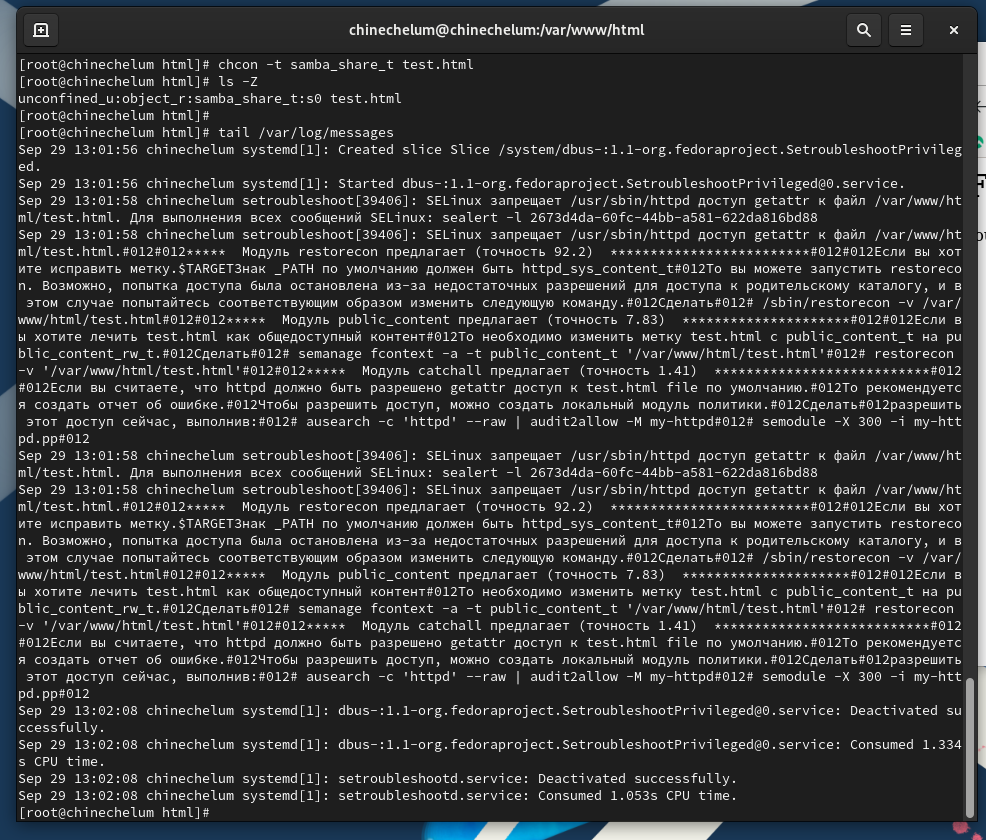 chinechelum@chinechelum:/var/www/html
[root@chinechelum html]# chcon -t samba_share_t test.html
[root@chinechelum html]# ls -Z
unconfined_u:object_r:samba_share_t:s0 test.html
[root@chinechelum html]#
[root@chinechelum html]# tail /var/log/messages
Sep 29 13:01:56 chinechelum systemd[1]: Created slice Slice /system/dbus-:1.1-org.fedoraproject.SetroubleshootPrivileg
ed.
Sep 29 13:01:56 chinechelum systemd[1]: Started dbus-:1.1-org.fedoraproject.SetroubleshootPrivileged@0.service.
Sep 29 13:01:58 chinechelum setroubleshoot[39406]: SELinux запрещает /usr/sbin/httpd доступ getattr к файл /var/www/ht
ml/test.html. Для выполнения всех сообщений SELinux: sealert -l 2673d4da-60fc-44bb-a581-622da816bd88
Sep 29 13:01:58 chinechelum setroubleshoot[39406]: SELinux запрещает /usr/sbin/httpd доступ getattr к файл /var/www/ht
ml/test.html.#012#012*****  Модуль restorecon предлагает (точность 92.2)  *************************#012#012Если вы хот
ите исправить метку.$TARGETЗнак _PATH по умолчанию должен быть httpd_sys_content_t#012То вы можете запустить restoreco
n. Возможно, попытка доступа была остановлена из-за недостаточных разрешений для доступа к родительскому каталогу, и в
 этом случае попытайтесь соответствующим образом изменить следующую команду.#012Сделать#012# /sbin/restorecon -v /var/
www/html/test.html#012#012*****  Модуль public_content предлагает (точность 7.83)  *********************#012#012Если в
ы хотите лечить test.html как общедоступный контент#012То необходимо изменить метку test.html с public_content_t на pu
blic_content_rw_t.#012Сделать#012# semanage fcontext -a -t public_content_t '/var/www/html/test.html'#012# restorecon
-v '/var/www/html/test.html'#012#012*****  Модуль catchall предлагает (точность 1.41)  ***************************#012
#012Если вы считаете, что httpd должно быть разрешено getattr доступ к test.html file по умолчанию.#012То рекомендуетс
я создать отчет об ошибке.#012Чтобы разрешить доступ, можно создать локальный модуль политики.#012Сделать#012разрешить
 этот доступ сейчас, выполнив:#012# ausearch -c 'httpd' --raw | audit2allow -M my-httpd#012# semodule -X 300 -i my-htt
pd.pp#012
Sep 29 13:01:58 chinechelum setroubleshoot[39406]: SELinux запрещает /usr/sbin/httpd доступ getattr к файл /var/www/ht
ml/test.html. Для выполнения всех сообщений SELinux: sealert -l 2673d4da-60fc-44bb-a581-622da816bd88
Sep 29 13:01:58 chinechelum setroubleshoot[39406]: SELinux запрещает /usr/sbin/httpd доступ getattr к файл /var/www/ht
ml/test.html.#012#012*****  Модуль restorecon предлагает (точность 92.2)  *************************#012#012Если вы хот
ите исправить метку.$TARGETЗнак _PATH по умолчанию должен быть httpd_sys_content_t#012То вы можете запустить restoreco
n. Возможно, попытка доступа была остановлена из-за недостаточных разрешений для доступа к родительскому каталогу, и в
 этом случае попытайтесь соответствующим образом изменить следующую команду.#012Сделать#012# /sbin/restorecon -v /var/
www/html/test.html#012#012*****  Модуль public_content предлагает (точность 7.83)  *********************#012#012Если в
ы хотите лечить test.html как общедоступный контент#012То необходимо изменить метку test.html с public_content_t на pu
blic_content_rw_t.#012Сделать#012# semanage fcontext -a -t public_content_t '/var/www/html/test.html'#012# restorecon
-v '/var/www/html/test.html'#012#012*****  Модуль catchall предлагает (точность 1.41)  ***************************#012
#012Если вы считаете, что httpd должно быть разрешено getattr доступ к test.html file по умолчанию.#012То рекомендуетс
я создать отчет об ошибке.#012Чтобы разрешить доступ, можно создать локальный модуль политики.#012Сделать#012разрешить
 этот доступ сейчас, выполнив:#012# ausearch -c 'httpd' --raw | audit2allow -M my-httpd#012# semodule -X 300 -i my-htt
pd.pp#012
Sep 29 13:02:08 chinechelum systemd[1]: dbus-:1.1-org.fedoraproject.SetroubleshootPrivileged@0.service: Deactivated su
ccessfully.
Sep 29 13:02:08 chinechelum systemd[1]: dbus-:1.1-org.fedoraproject.SetroubleshootPrivileged@0.service: Consumed 1.334
s CPU time.
Sep 29 13:02:08 chinechelum systemd[1]: setroubleshootd.service: Deactivated successfully.
Sep 29 13:02:08 chinechelum systemd[1]: setroubleshootd.service: Consumed 1.053s CPU time.
[root@chinechelum html]#